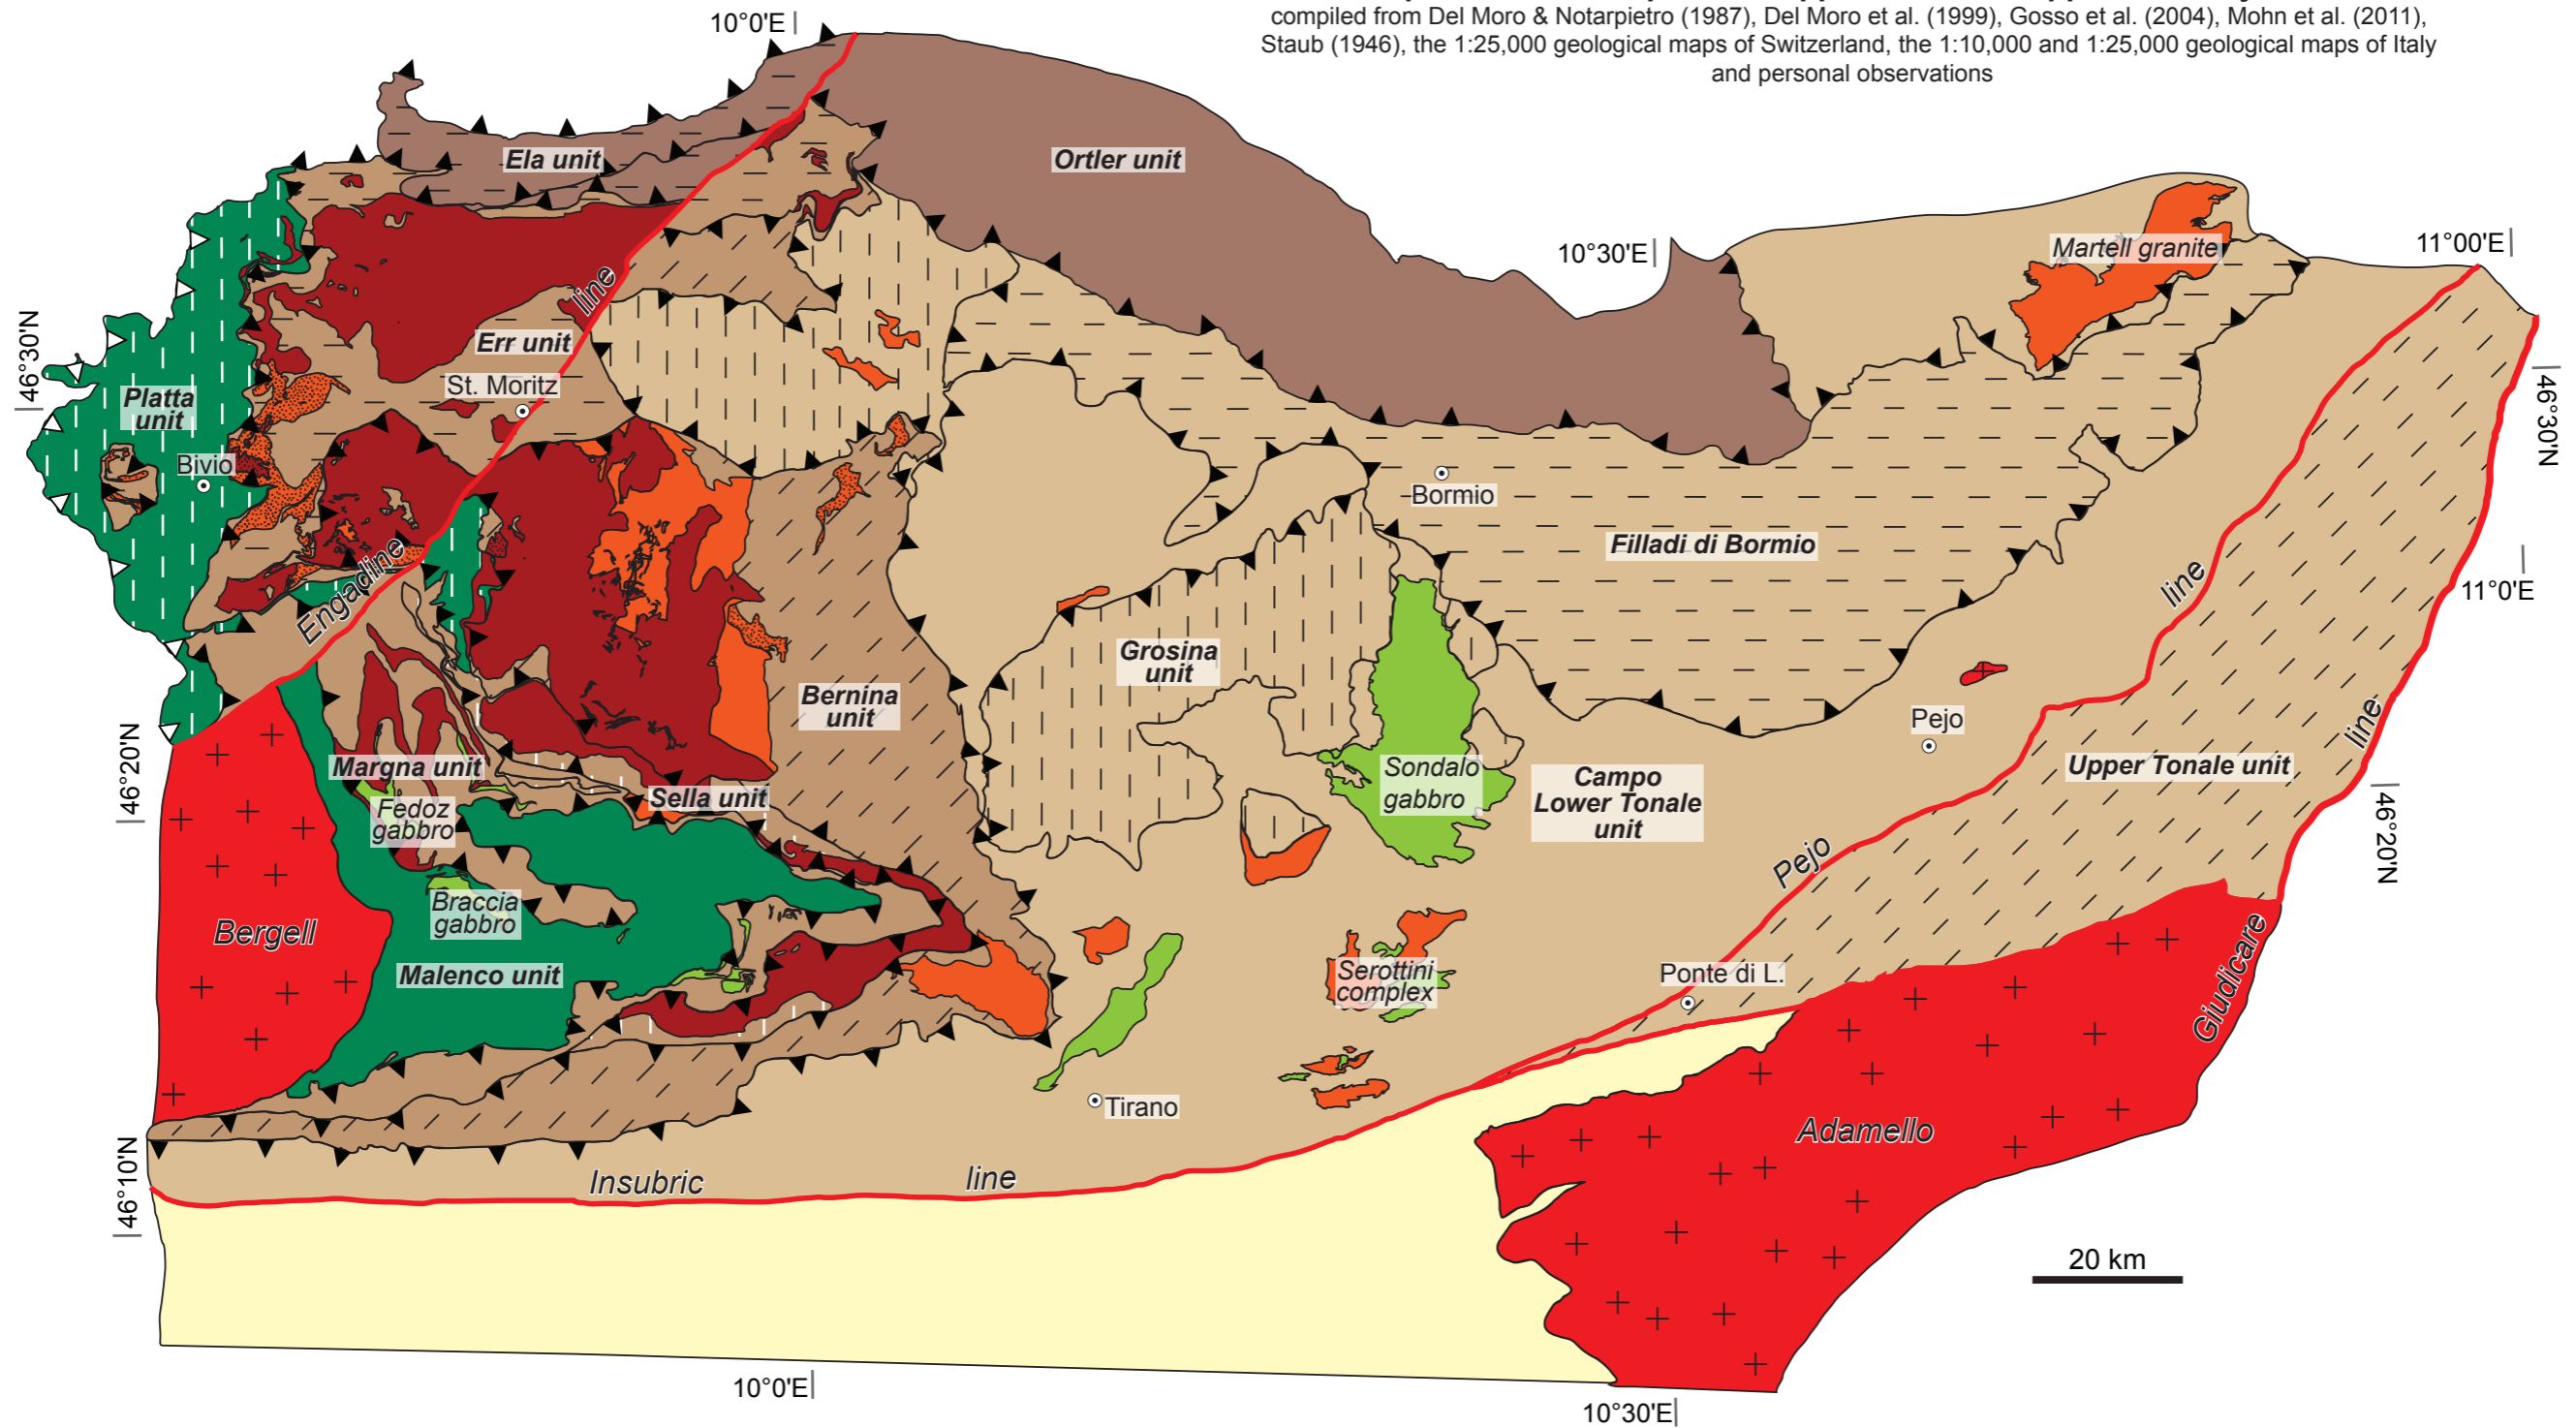 compiled from Del Moro & Notarpietro (1987), Del Moro et al. (1999), Gosso et al. (2004), Mohn et al. (2011),
Staub (1946), the 1:25,000 geological maps of Switzerland, the 1:10,000 and 1:25,000 geological maps of Italy
and personal observations
10°0'E
Ela unit
Ortler unit
10°30'E
Martell granite
11°00'E
46°30'N
line
Err unit
St. Moritz
Platta
unit
46°30'N
Bivio
Bormio
Filladi di Bormio
Engadine
line
11°0'E
Grosina
unit
Bernina
unit
Pejo
line
46°20'N
Margna unit
Sella unit
Sondalo
gabbro
Campo
Lower Tonale
unit
Upper Tonale unit
Fedoz
gabbro
46°20'N
Pejo
Braccia
gabbro
Bergell
Malenco unit
Serottini
complex
Ponte di L.
Giudicare
Tirano
Adamello
46°10'N
Insubric
line
20 km
10°0'E
10°30'E